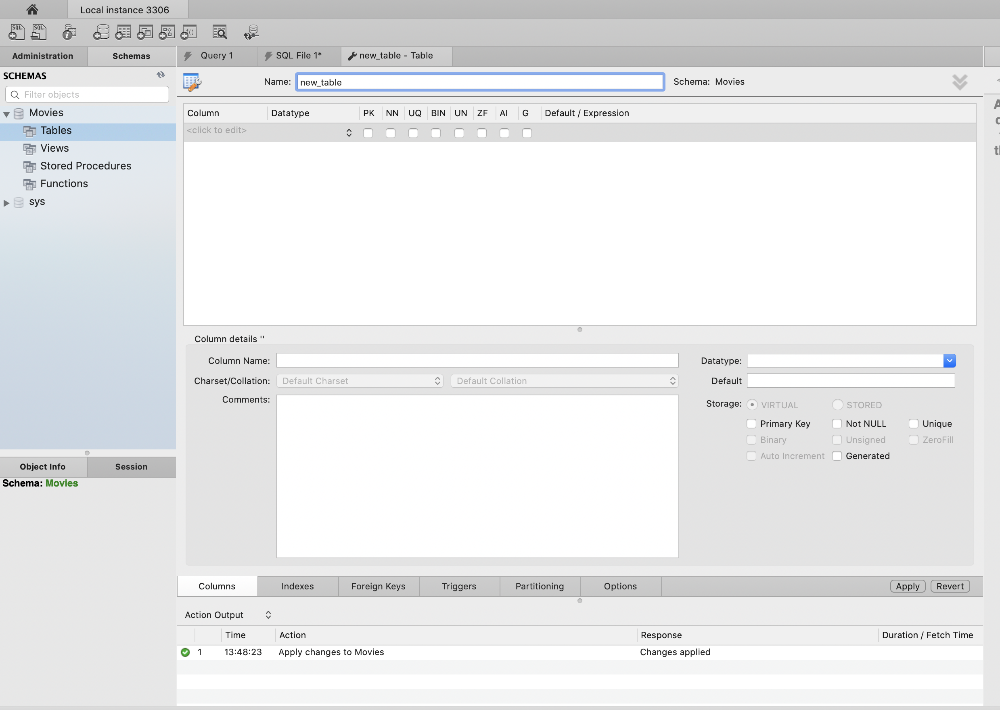 Local instance 3306
SQL SQL
Administration Schemas Query 1 SQL File 1* new_table - Table
SCHEMAS
Filter objects
Name: new_table Schema: Movies
Movies
Tables
Views
Stored Procedures
Functions
sys
Column Datatype PK NN UQ BIN UN ZF AI G Default / Expression
<click to edit>
Column details ''
Column Name: Datatype:
Charset/Collation: Default Charset Default Collation Default
Comments: Storage: VIRTUAL STORED
Primary Key Not NULL Unique
Binary Unsigned ZeroFill
Auto Increment Generated
Object Info Session
Schema: Movies
Columns Indexes Foreign Keys Triggers Partitioning Options Apply Revert
Action Output
Time Action Response Duration / Fetch Time
1 13:48:23 Apply changes to Movies Changes applied